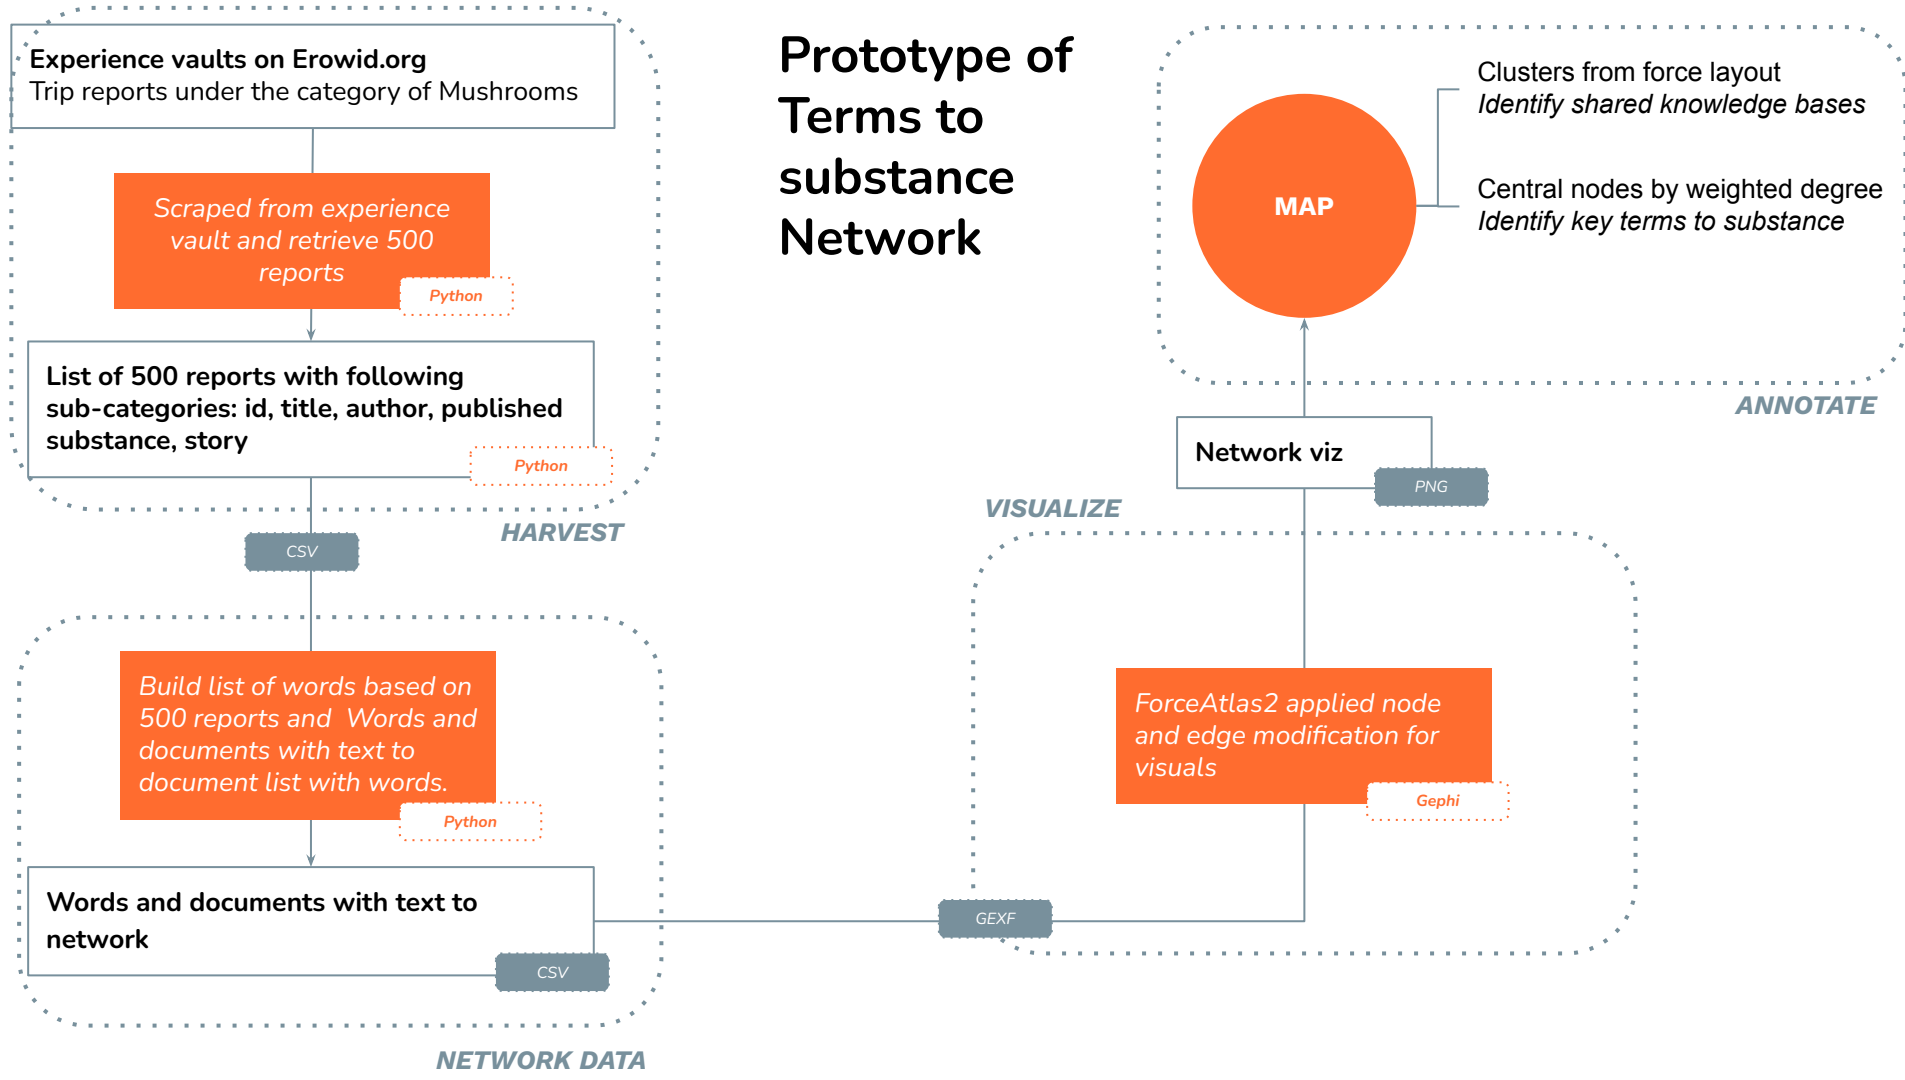 Experience vaults on Erowid.org
Trip reports under the category of Mushrooms
Scraped from experience
vault and retrieve 500
reports
Python
List of 500 reports with following
sub-categories: id, title, author, published
substance, story
Python
HARVEST
CSV
Build list of words based on
500 reports and  Words and
documents with text to
document list with words.
Python
Words and documents with text to
network
CSV
NETWORK DATA
Prototype of
Terms to
substance
Network
GEXF
VISUALIZE
ForceAtlas2 applied node
and edge modification for
visuals
Gephi
Network viz
PNG
MAP
Clusters from force layout
Identify shared knowledge bases
Central nodes by weighted degree
Identify key terms to substance
ANNOTATE